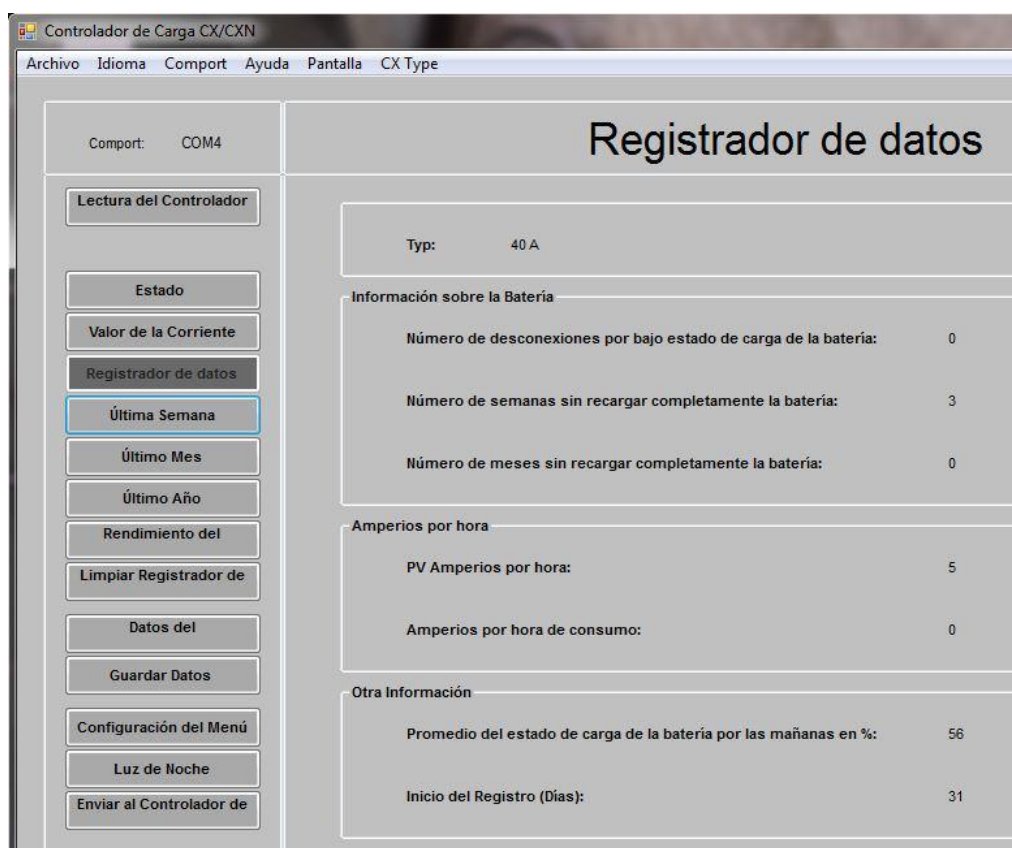 Controlador de Carga CX/CXN
Archivo Idioma Comport Ayuda Pantalla CX Type
Comport: COM4
Registrador de datos
Lectura del Controlador
Estado
Valor de la Corriente
Registrador de datos
Última Semana
Último Mes
Último Año
Rendimiento del
Limpiar Registrador de
Datos del
Guardar Datos
Configuración del Menú
Luz de Noche
Enviar al Controlador de
Typ: 40 A
Información sobre la Batería
Número de desconexiones por bajo estado de carga de la batería: 0
Número de semanas sin recargar completamente la batería: 3
Número de meses sin recargar completamente la batería: 0
Amperios por hora
PV Amperios por hora: 5
Amperios por hora de consumo: 0
Otra Información
Promedio del estado de carga de la batería por las mañanas en %: 56
Inicio del Registro (Días): 31